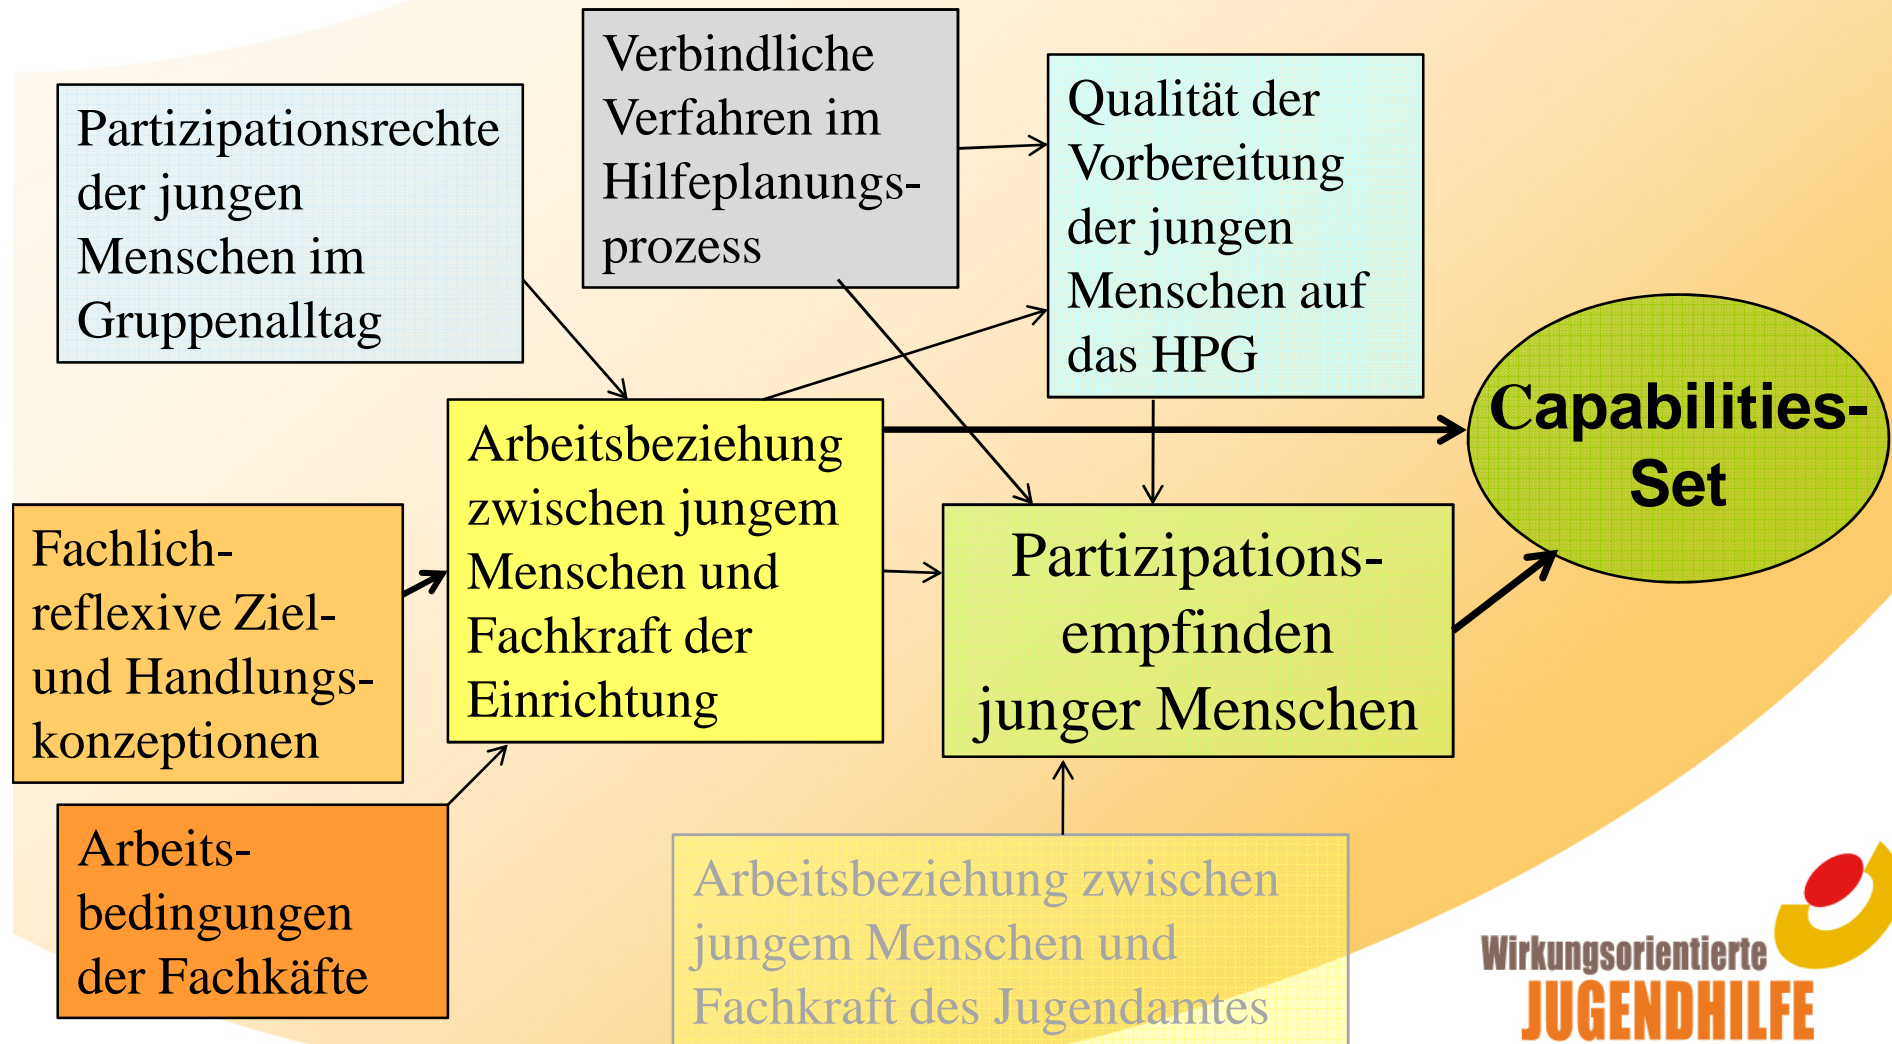 Verbindliche
Verfahren im
Hilfeplanungs-
prozess
Partizipationsrechte
der jungen
Menschen im
Gruppenalltag
Qualität der
Vorbereitung
der jungen
Menschen auf
das HPG
Capabilities-
Set
Arbeitsbeziehung
zwischen jungem
Menschen und
Fachkraft der
Einrichtung
Fachlich-
reflexive Ziel-
und Handlungs-
konzeptionen
Partizipations-
empfinden
junger Menschen
Arbeits-
bedingungen
der Fachkäfte
Arbeitsbeziehung zwischen
jungem Menschen und
Fachkraft des Jugendamtes
Wirkungsorientierte
JUGENDHILFE